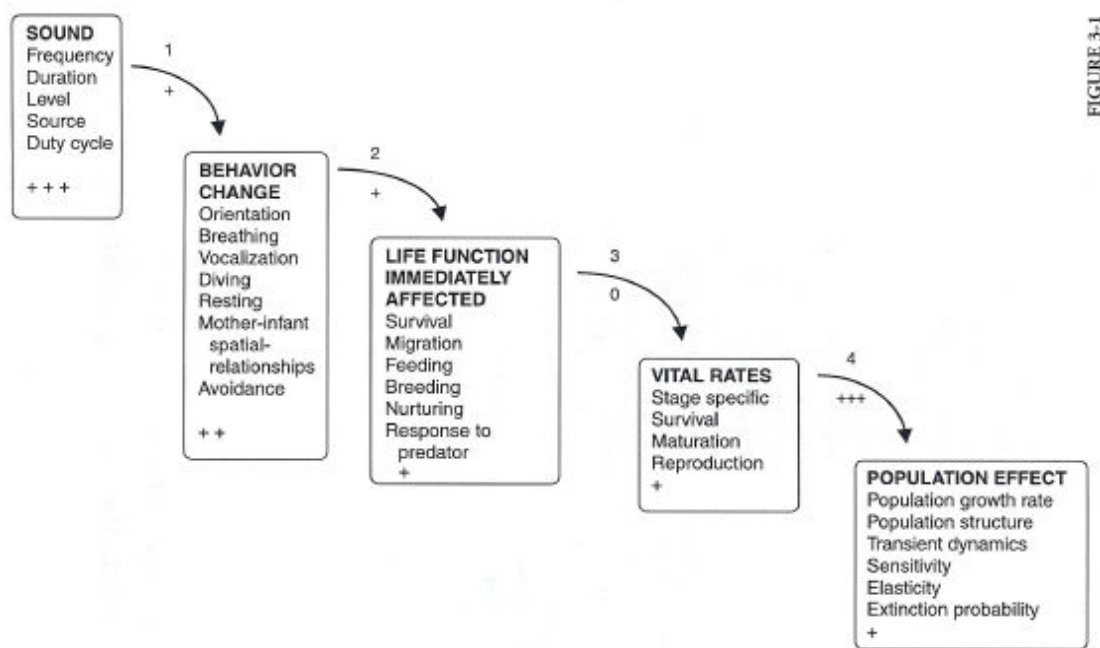 FIGURE 3-1
SOUND
Frequency
Duration
Level
Source
Duty cycle
+ + +
1
+
BEHAVIOR
CHANGE
Orientation
Breathing
Vocalization
Diving
Resting
Mother-infant
spatial-
relationships
Avoidance
+ +
2
+
LIFE FUNCTION
IMMEDIATELY
AFFECTED
Survival
Migration
Feeding
Breeding
Nurturing
Response to
predator
+
3
0
VITAL RATES
Stage specific
Survival
Maturation
Reproduction
+
4
+++
POPULATION EFFECT
Population growth rate
Population structure
Transient dynamics
Sensitivity
Elasticity
Extinction probability
+